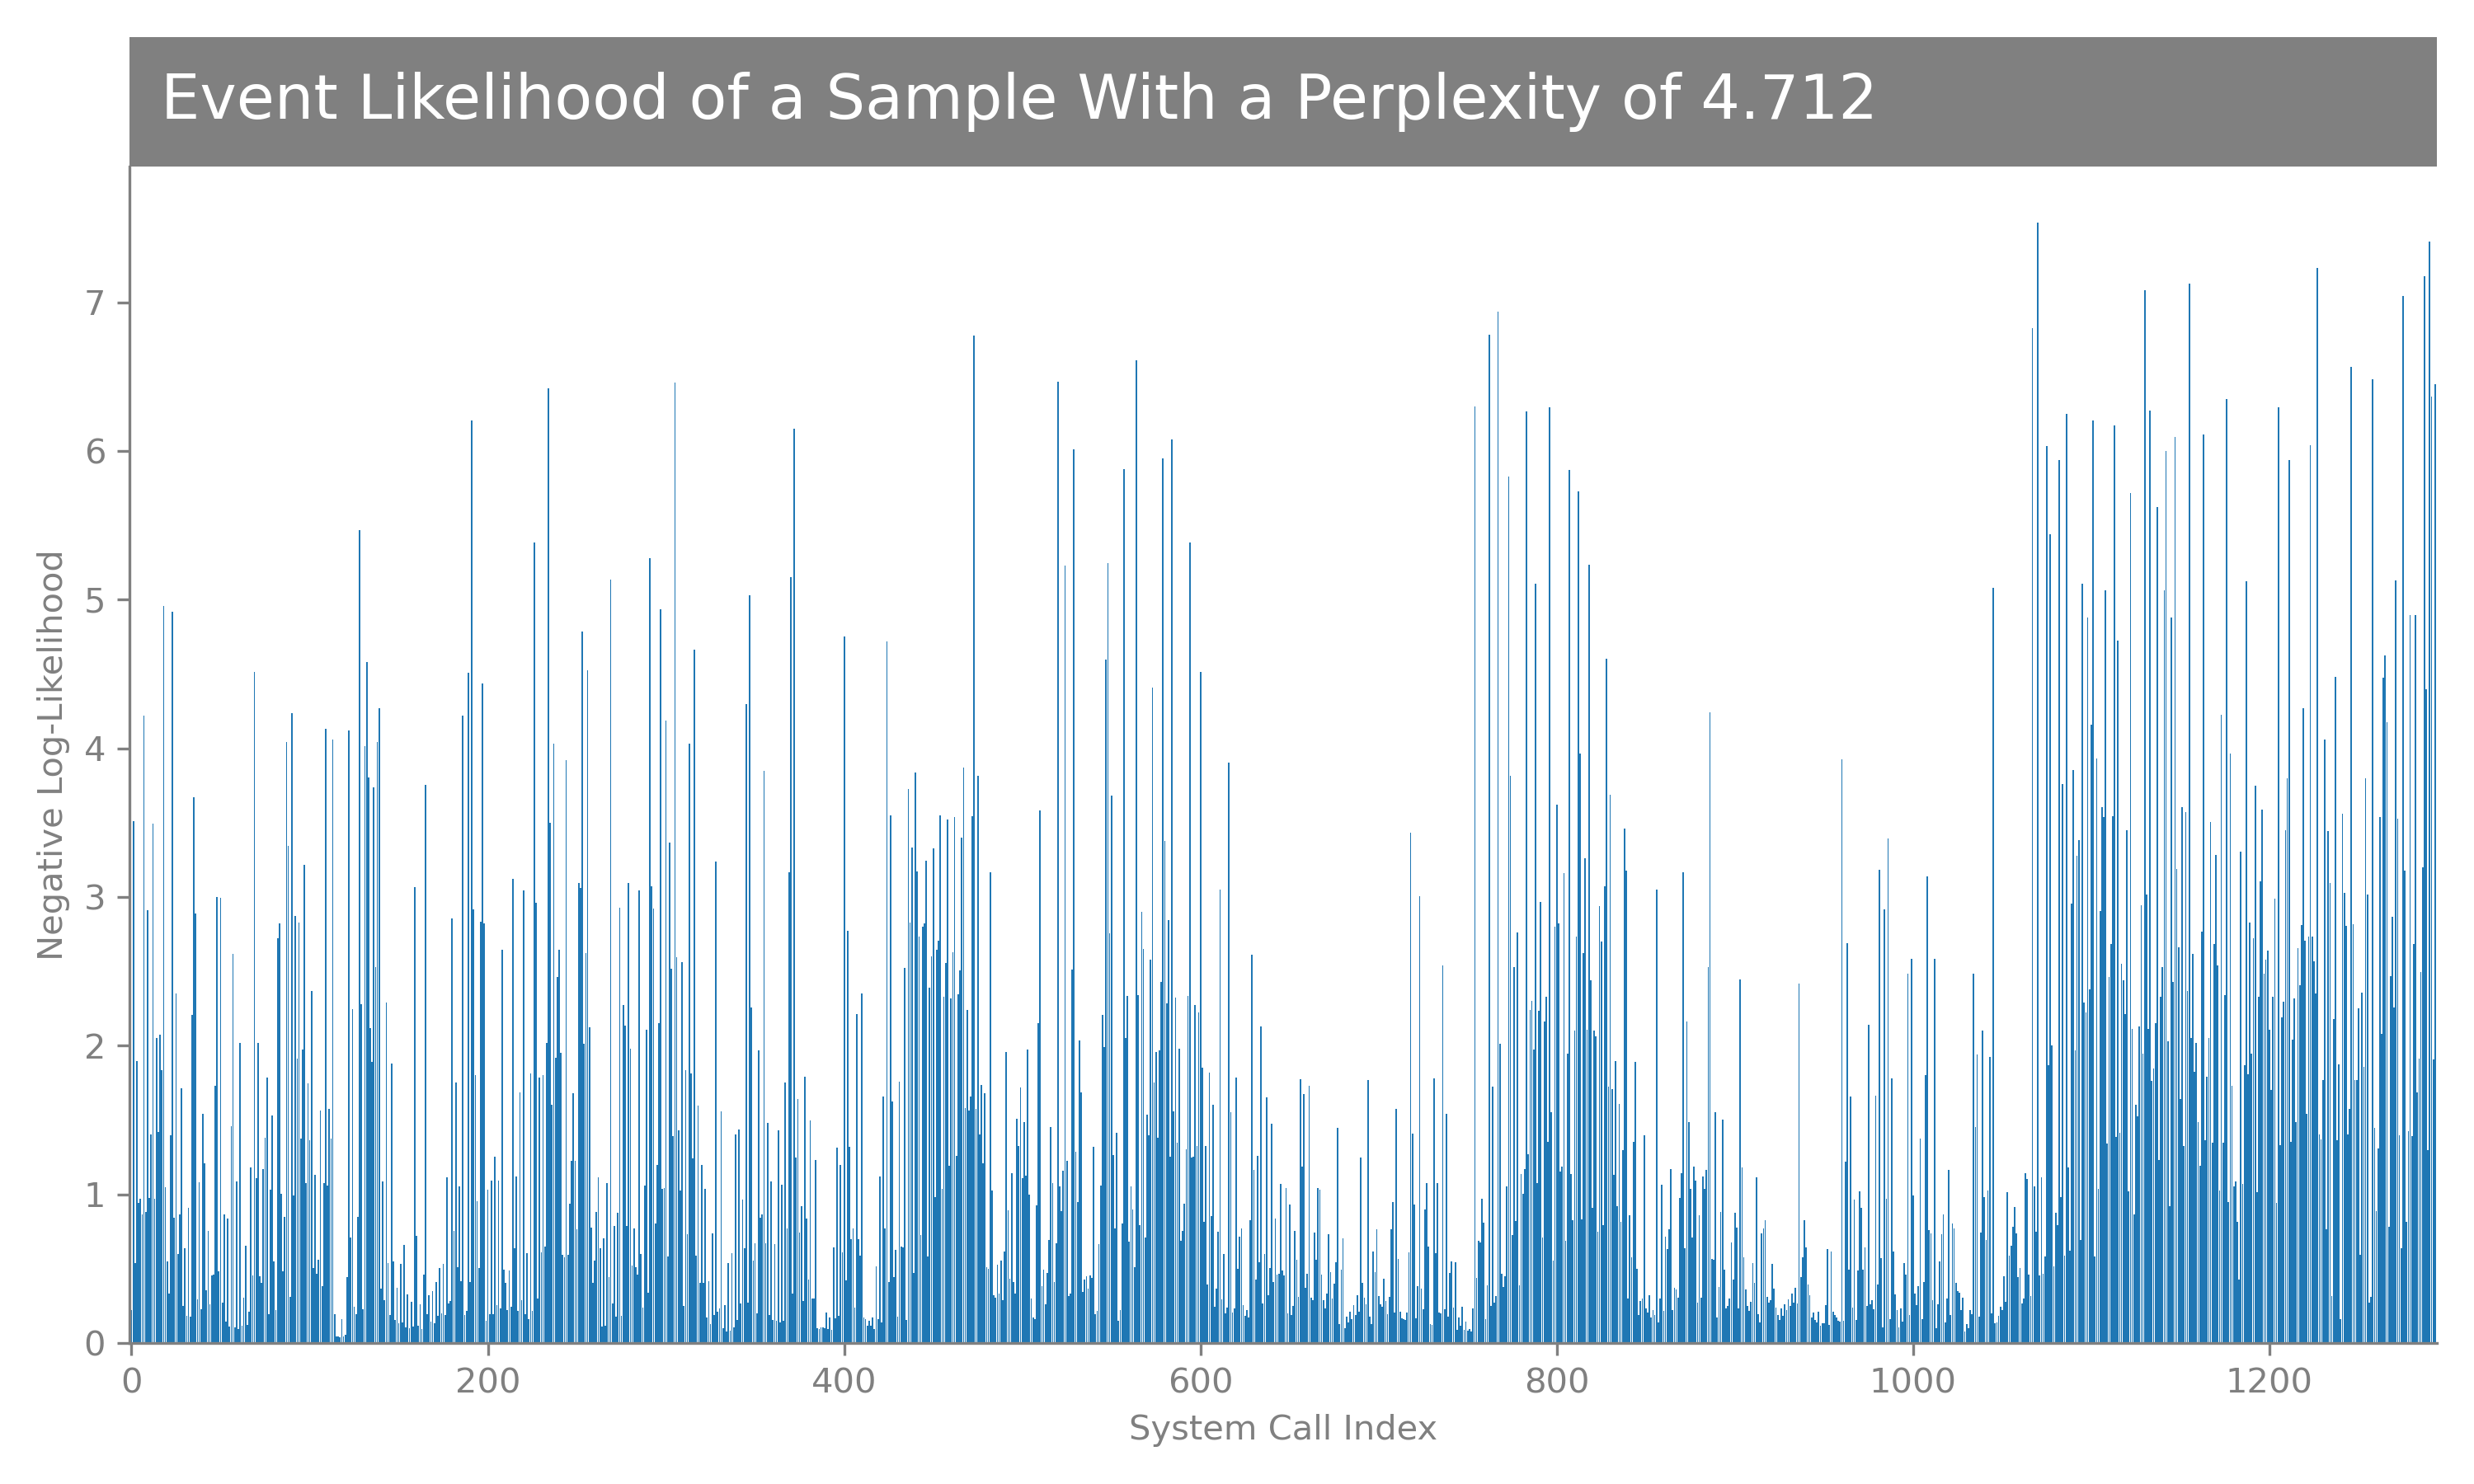 Event Likelihood of a Sample With a Perplexity of 4.712
7
6
5
4
3
2
1
0
Negative Log-Likelihood
0 200 400 600 800 1000 1200
System Call Index